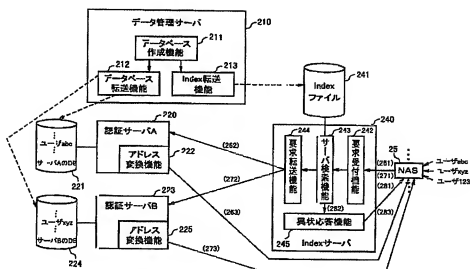 データ管理サーバ
210
データベース
作成機能
211
212
データベース
転送機能
Index転送
機能
213
Index
ファイル
241
ユーザabc
サーバAのDB
221
220
認証サーバA
アドレス
変換機能
222
223
認証サーバB
アドレス
変換機能
225
ユーザxyz
サーバBのDB
224
(262)
(272)
(263)
(273)
240
244
243
242
要求転送機能
サーバ検索機能
要求受付機能
(282)
異状応答機能
245
Indexサーバ
(261)
(271)
(281)
(283)
25
NAS
ユーザabc
ユーザxyz
ユーザ123